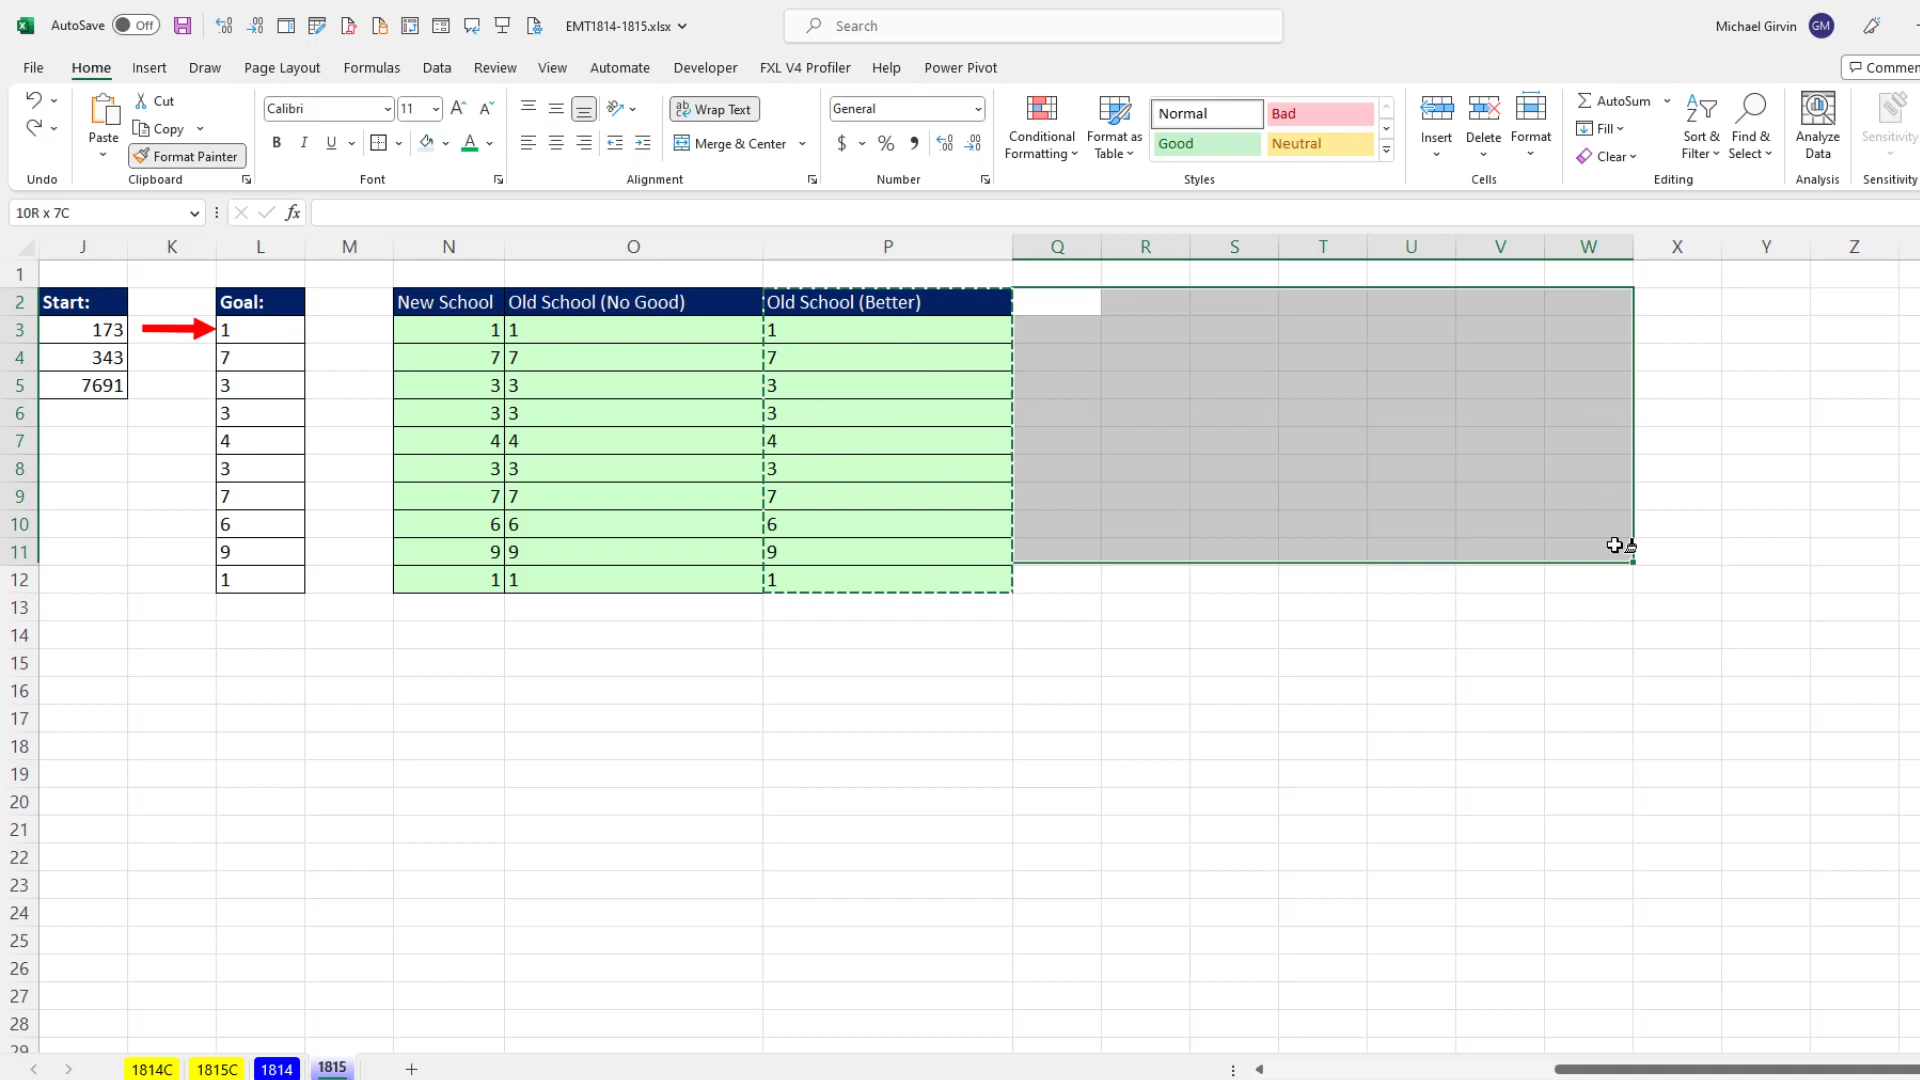 AutoSave Off EMT1814-1815.xlsx Search Michael Girvin GM
File Home Insert Draw Page Layout Formulas Data Review View Automate Developer FXL V4 Profiler Help Power Pivot
Undo
Paste Cut Copy Format Painter
Clipboard
Calibri 11
B I U A
Font
Wrap Text
Merge & Center
Alignment
General
$ %
Number
Conditional Formatting
Format as Table
Normal Bad
Good Neutral
Styles
Insert Delete Format
Cells
AutoSum
Fill
Clear
Sort & Filter
Find & Select
Editing
Analyze Data
Analysis
Sensitivity
Sensitivity
10R x 7C fx
J K L M N O P Q R S T U V W X Y Z
1
2 Start: Goal: New School Old School (No Good) Old School (Better)
3 173 1 1 1 1
4 343 7 7 7 7
5 7691 3 3 3 3
6 3 3 3 3
7 4 4 4 4
8 3 3 3 3
9 7 7 7 7
10 6 6 6 6
11 9 9 9 9
12 1 1 1 1
13
14
15
16
17
18
19
20
21
22
23
24
25
26
27
28
29
1814C 1815C 1814 1815